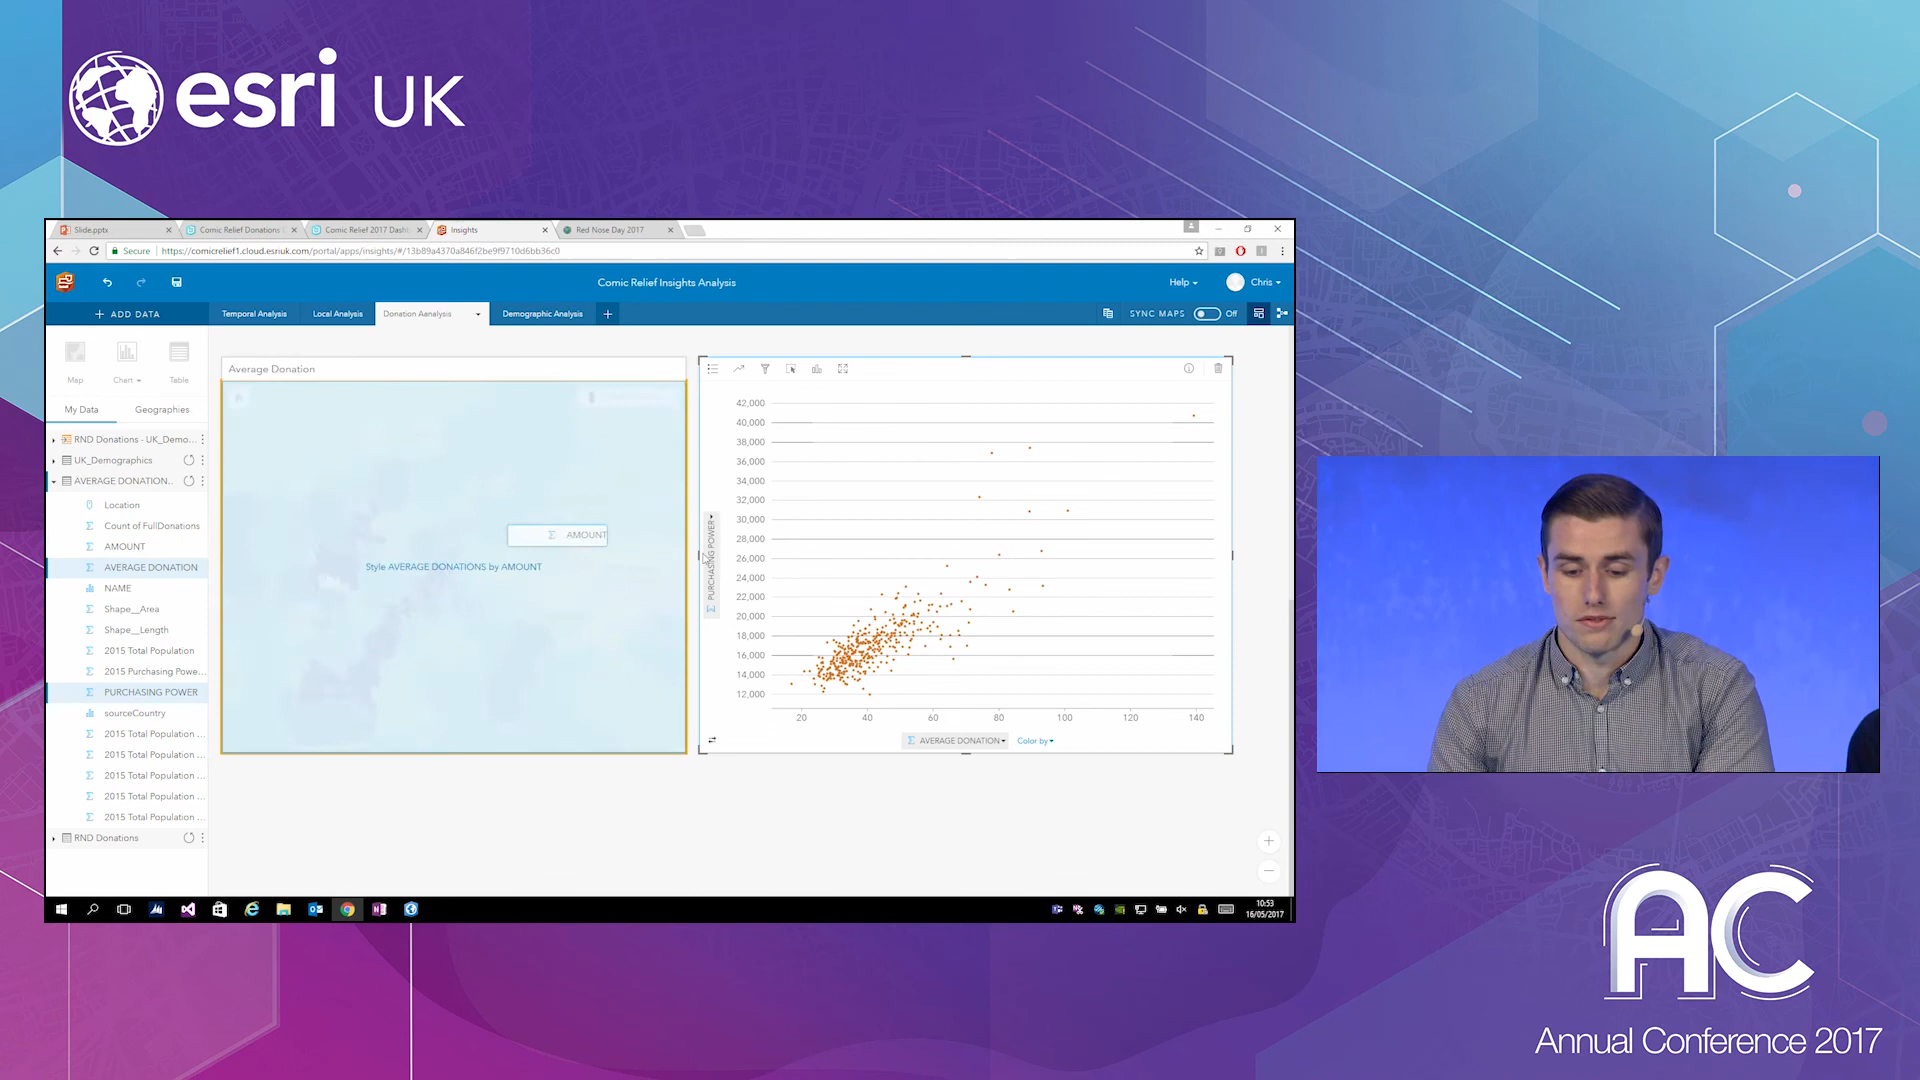 esri UK
Slide.pptx
Comic Relief Donations
Comic Relief 2017 Dash
Insights
Red Nose Day 2017
Secure
https://comicrelief1.cloud.esriuk.com/portal/apps/insights/#/13b89a4370a846f2be9f9710d6bb36c0
Comic Relief Insights Analysis
Help
Chris
+ ADD DATA
Temporal Analysis
Local Analysis
Donation Aanalysis
Demographic Analysis
+
SYNC MAPS
Off
Map
Chart
Table
My Data
Geographies
RND Donations - UK_Demo...
UK_Demographics
AVERAGE DONATION...
Location
Count of FullDonations
AMOUNT
AVERAGE DONATION
NAME
Shape__Area
Shape__Length
2015 Total Population
2015 Purchasing Powe...
PURCHASING POWER
sourceCountry
2015 Total Population ...
2015 Total Population ...
2015 Total Population ...
2015 Total Population ...
2015 Total Population ...
RND Donations
Average Donation
AMOUNT
Style AVERAGE DONATIONS by AMOUNT
42,000
40,000
38,000
36,000
34,000
32,000
30,000
28,000
26,000
24,000
22,000
20,000
18,000
16,000
14,000
12,000
PURCHASING POWER
20 40 60 80 100 120 140
AVERAGE DONATION
Color by
10:53
16/05/2017
AC
Annual Conference 2017